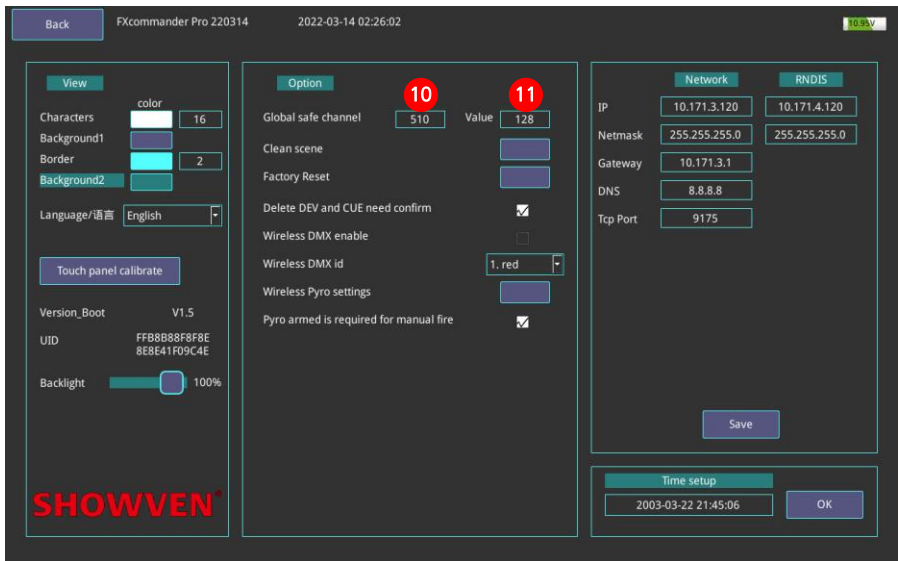 Back
FXcommander Pro 220314
2022-03-14 02:26:02
10.95V
View
color
Characters
16
Background1
Border
2
Background2
Language/语言
English
Touch panel calibrate
Version_Boot
V1.5
UID
FFB8B88F8F8E
8E8E41F09C4E
Backlight
100%
SHOWVEN®
Option
10
11
Global safe channel
510
Value
128
Clean scene
Factory Reset
Delete DEV and CUE need confirm
Wireless DMX enable
Wireless DMX id
1. red
Wireless Pyro settings
Pyro armed is required for manual fire
Network
RNDIS
IP
10.171.3.120
10.171.4.120
Netmask
255.255.255.0
255.255.255.0
Gateway
10.171.3.1
DNS
8.8.8.8
Tcp Port
9175
Save
Time setup
2003-03-22 21:45:06
OK